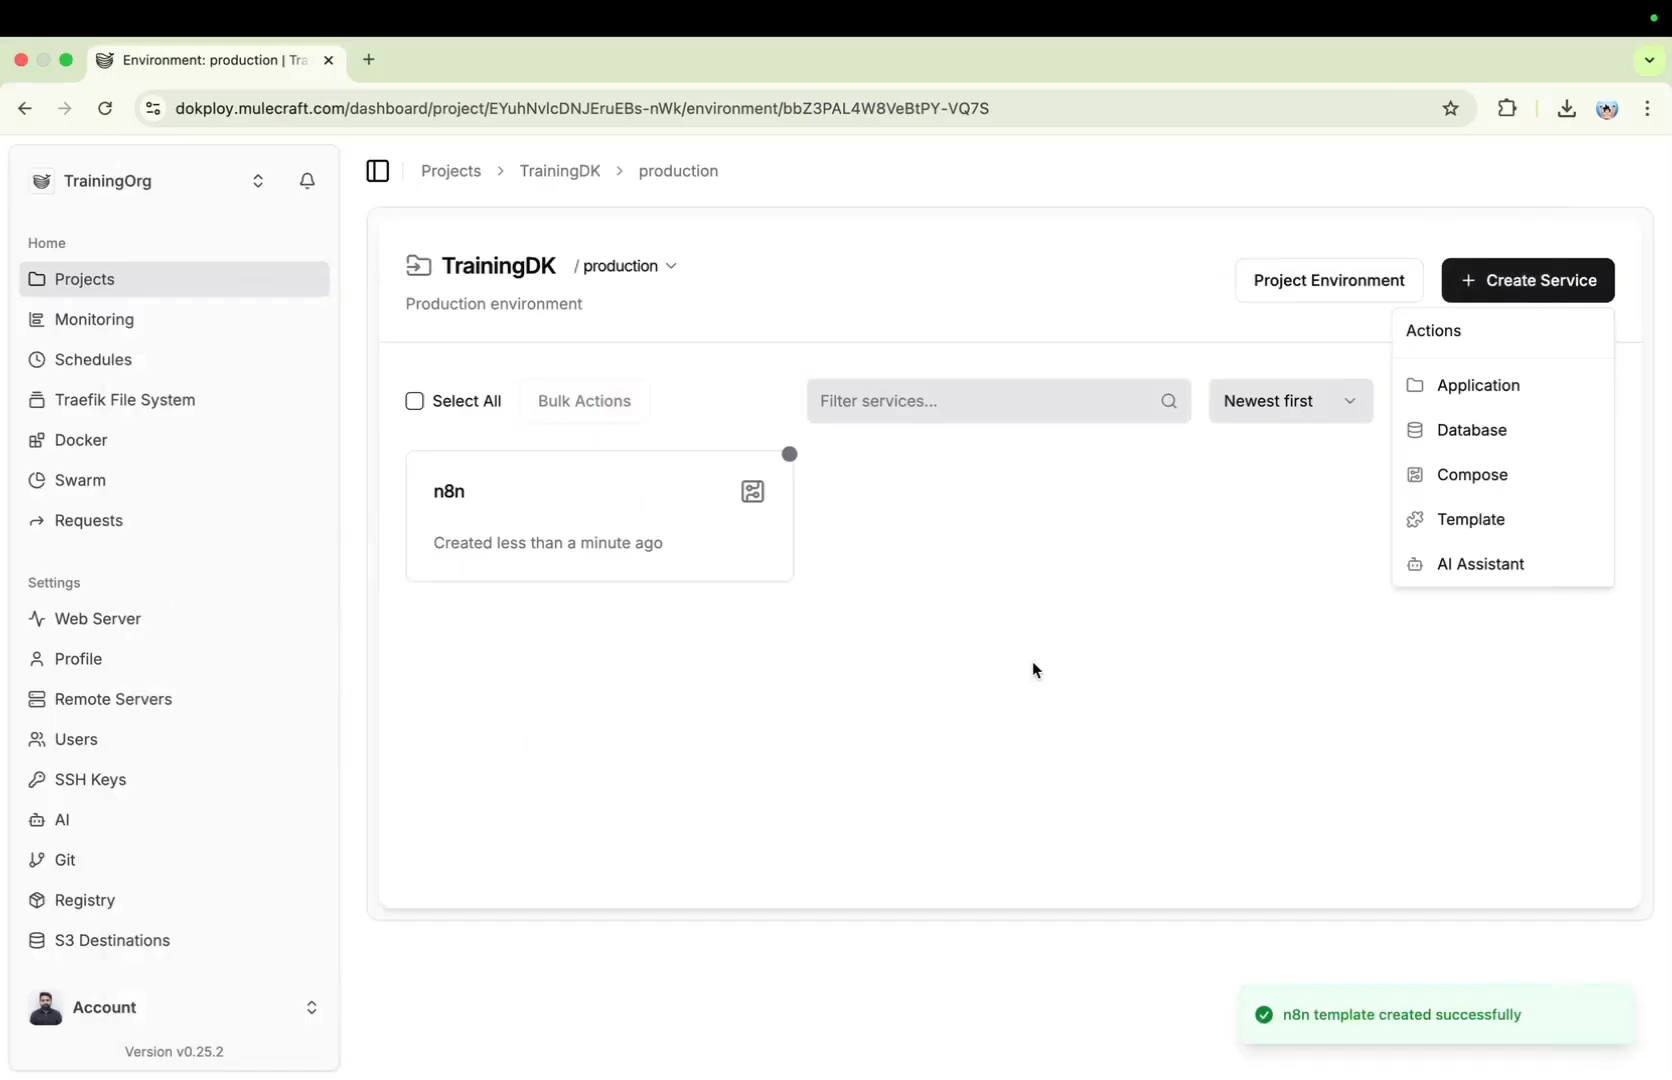 Environment: production | Tra
dokploy.mulecraft.com/dashboard/project/EYuhNvlcDNJEruEBs-nWk/environment/bbZ3PAL4W8VeBtPY-VQ7S
TrainingOrg
Home
Projects
Monitoring
Schedules
Traefik File System
Docker
Swarm
Requests
Settings
Web Server
Profile
Remote Servers
Users
SSH Keys
AI
Git
Registry
S3 Destinations
Account
Version v0.25.2
Projects > TrainingDK > production
TrainingDK / production
Production environment
Project Environment
+ Create Service
Actions
Application
Database
Compose
Template
AI Assistant
Select All
Bulk Actions
Filter services...
Newest first
n8n
Created less than a minute ago
n8n template created successfully